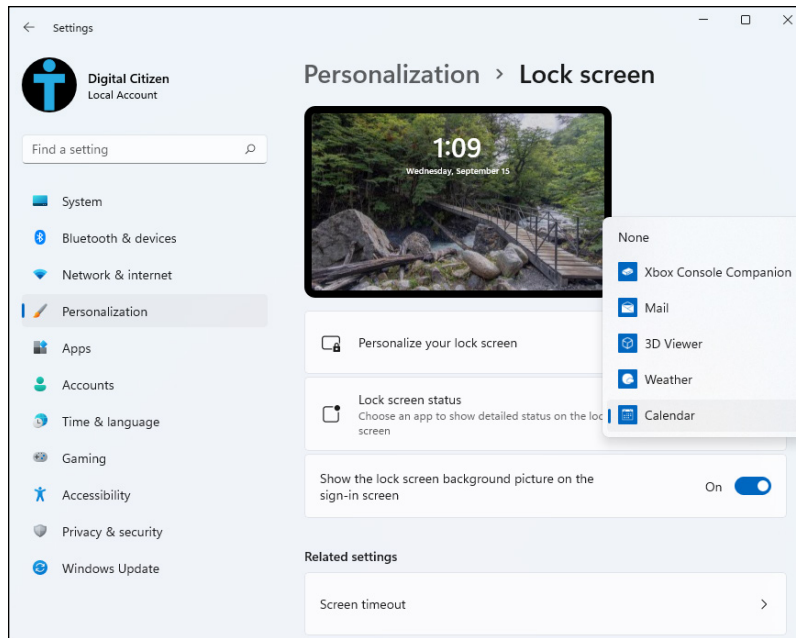 Settings
Digital Citizen
Local Account
Find a setting
System
Bluetooth & devices
Network & internet
Personalization
Apps
Accounts
Time & language
Gaming
Accessibility
Privacy & security
Windows Update
Personalization > Lock screen
1:09
Wednesday, September 15
Personalize your lock screen
Lock screen status
Choose an app to show detailed status on the
screen
None
Xbox Console Companion
Mail
3D Viewer
Weather
Calendar
Show the lock screen background picture on the
sign-in screen
On
Related settings
Screen timeout